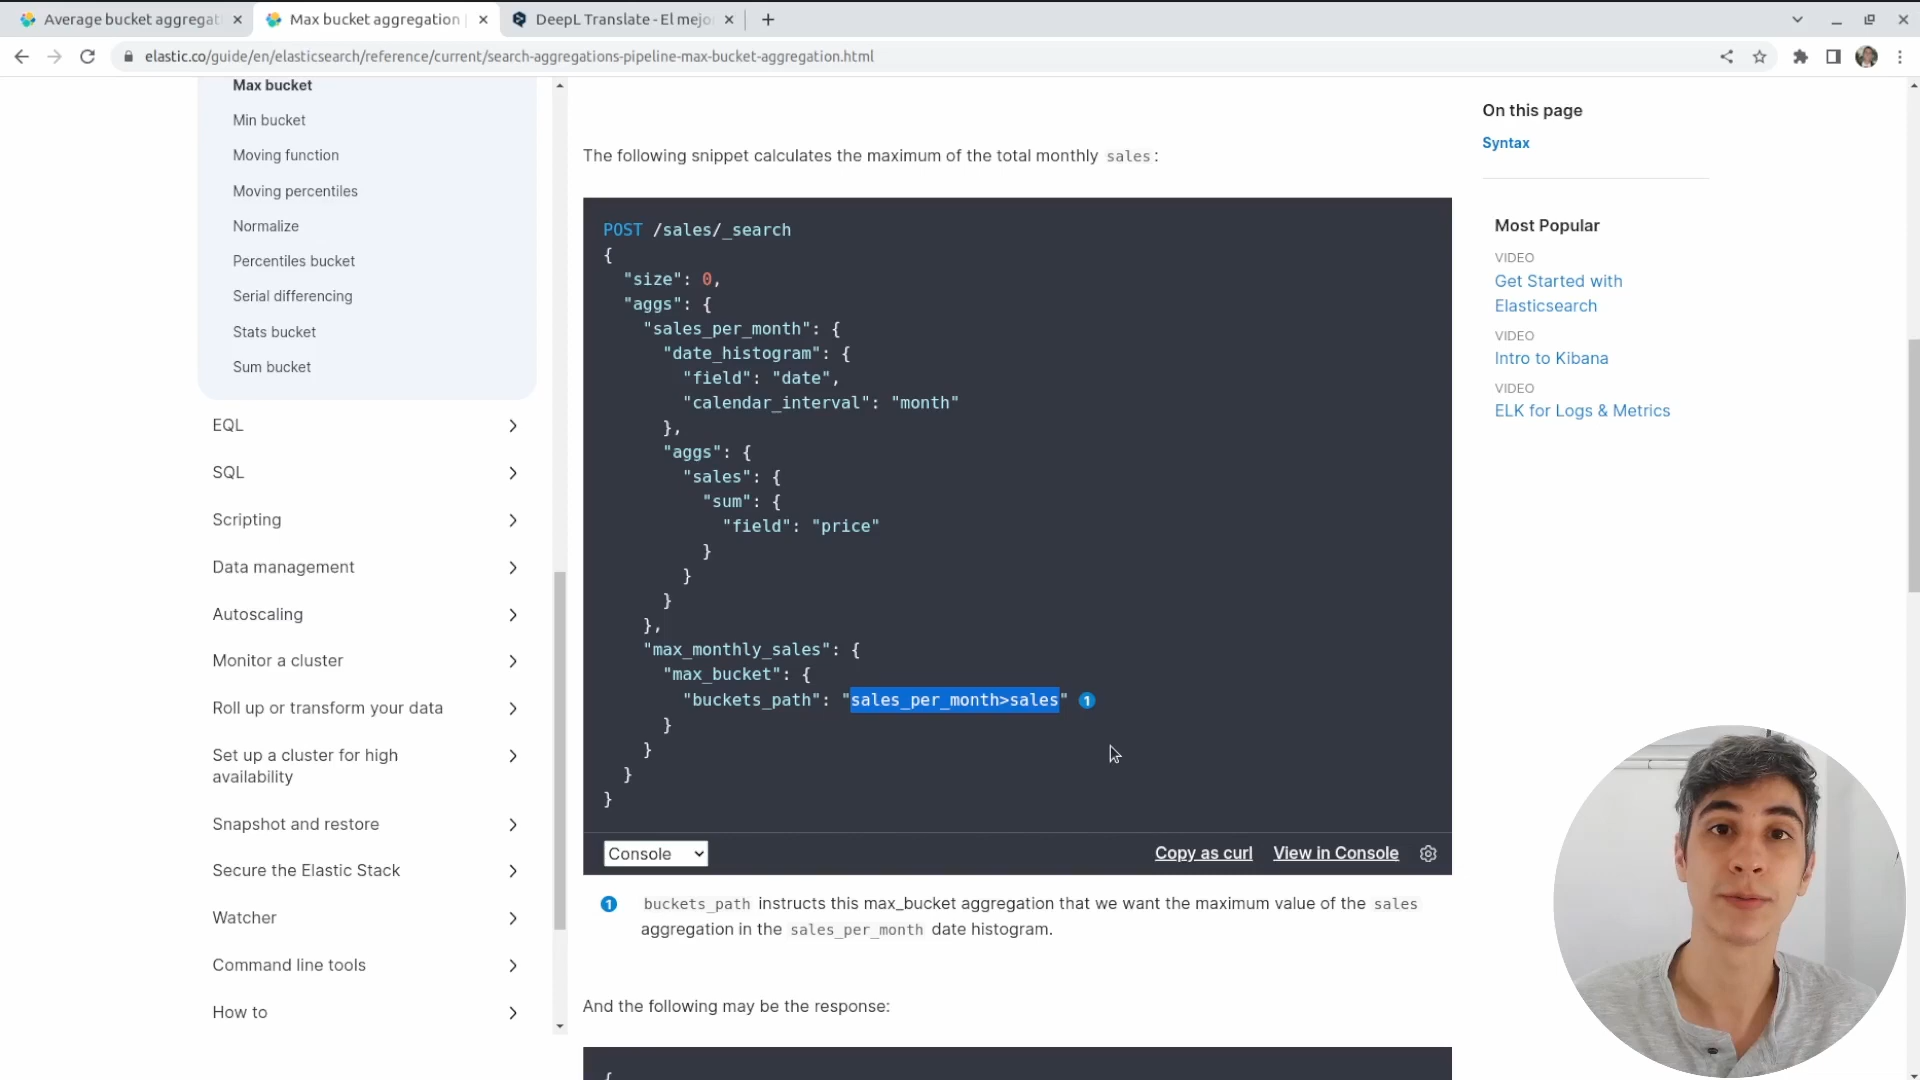 Average bucket aggregat
Max bucket aggregation
DeepL Translate - El mejo
elastic.co/guide/en/elasticsearch/reference/current/search-aggregations-pipeline-max-bucket-aggregation.html
Max bucket
Min bucket
Moving function
Moving percentiles
Normalize
Percentiles bucket
Serial differencing
Stats bucket
Sum bucket
EQL
SQL
Scripting
Data management
Autoscaling
Monitor a cluster
Roll up or transform your data
Set up a cluster for high
availability
Snapshot and restore
Secure the Elastic Stack
Watcher
Command line tools
How to
The following snippet calculates the maximum of the total monthly sales:
POST /sales/_search
{
"size": 0,
"aggs": {
"sales_per_month": {
"date_histogram": {
"field": "date",
"calendar_interval": "month"
},
"aggs": {
"sales": {
"sum": {
"field": "price"
}
}
}
},
"max_monthly_sales": {
"max_bucket": {
"buckets_path": "sales_per_month>sales" 1
}
}
}
}
Console
Copy as curl
View in Console
1 buckets_path instructs this max_bucket aggregation that we want the maximum value of the sales
aggregation in the sales_per_month date histogram.
And the following may be the response:
{
On this page
Syntax
Most Popular
VIDEO
Get Started with
Elasticsearch
VIDEO
Intro to Kibana
VIDEO
ELK for Logs & Metrics